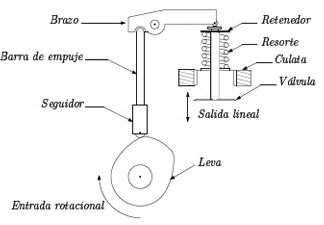 Brazo
Retenedor
Resorte
Barra de empuje
Culata
Válvula
Seguidor
Salida lineal
Leva
Entrada rotacional